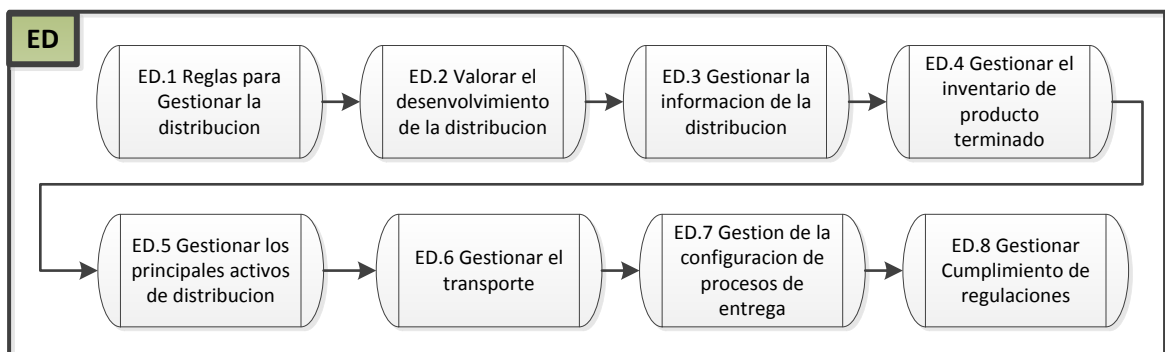 ED
ED.1 Reglas para
Gestionar la
distribucion
ED.2 Valorar el
desenvolvimiento
de la distribucion
ED.3 Gestionar la
informacion de la
distribucion
ED.4 Gestionar el
inventario de
producto
terminado
ED.5 Gestionar los
principales activos
de distribucion
ED.6 Gestionar el
transporte
ED.7 Gestion de la
configuracion de
procesos de
entrega
ED.8 Gestionar
Cumplimiento de
regulaciones